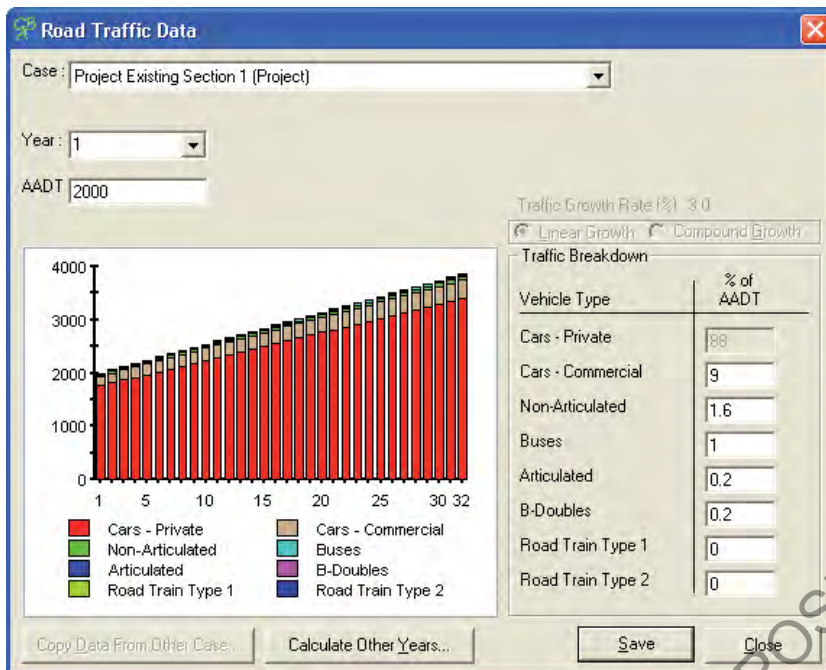 Road Traffic Data
Case : Project Existing Section 1 (Project)
Year : 1
AADT 2000
Traffic Growth Rate (%) 3.0
Linear Growth Compound Growth
Traffic Breakdown
Vehicle Type % of AADT
Cars - Private 88
Cars - Commercial 9
Non-Articulated 1.6
Buses 1
Articulated 0.2
B-Doubles 0.2
Road Train Type 1 0
Road Train Type 2 0
4000
3000
2000
1000
0
1 5 10 15 20 25 30 32
Cars - Private Cars - Commercial
Non-Articulated Buses
Articulated B-Doubles
Road Train Type 1 Road Train Type 2
Copy Data From Other Case... Calculate Other Years... Save Close